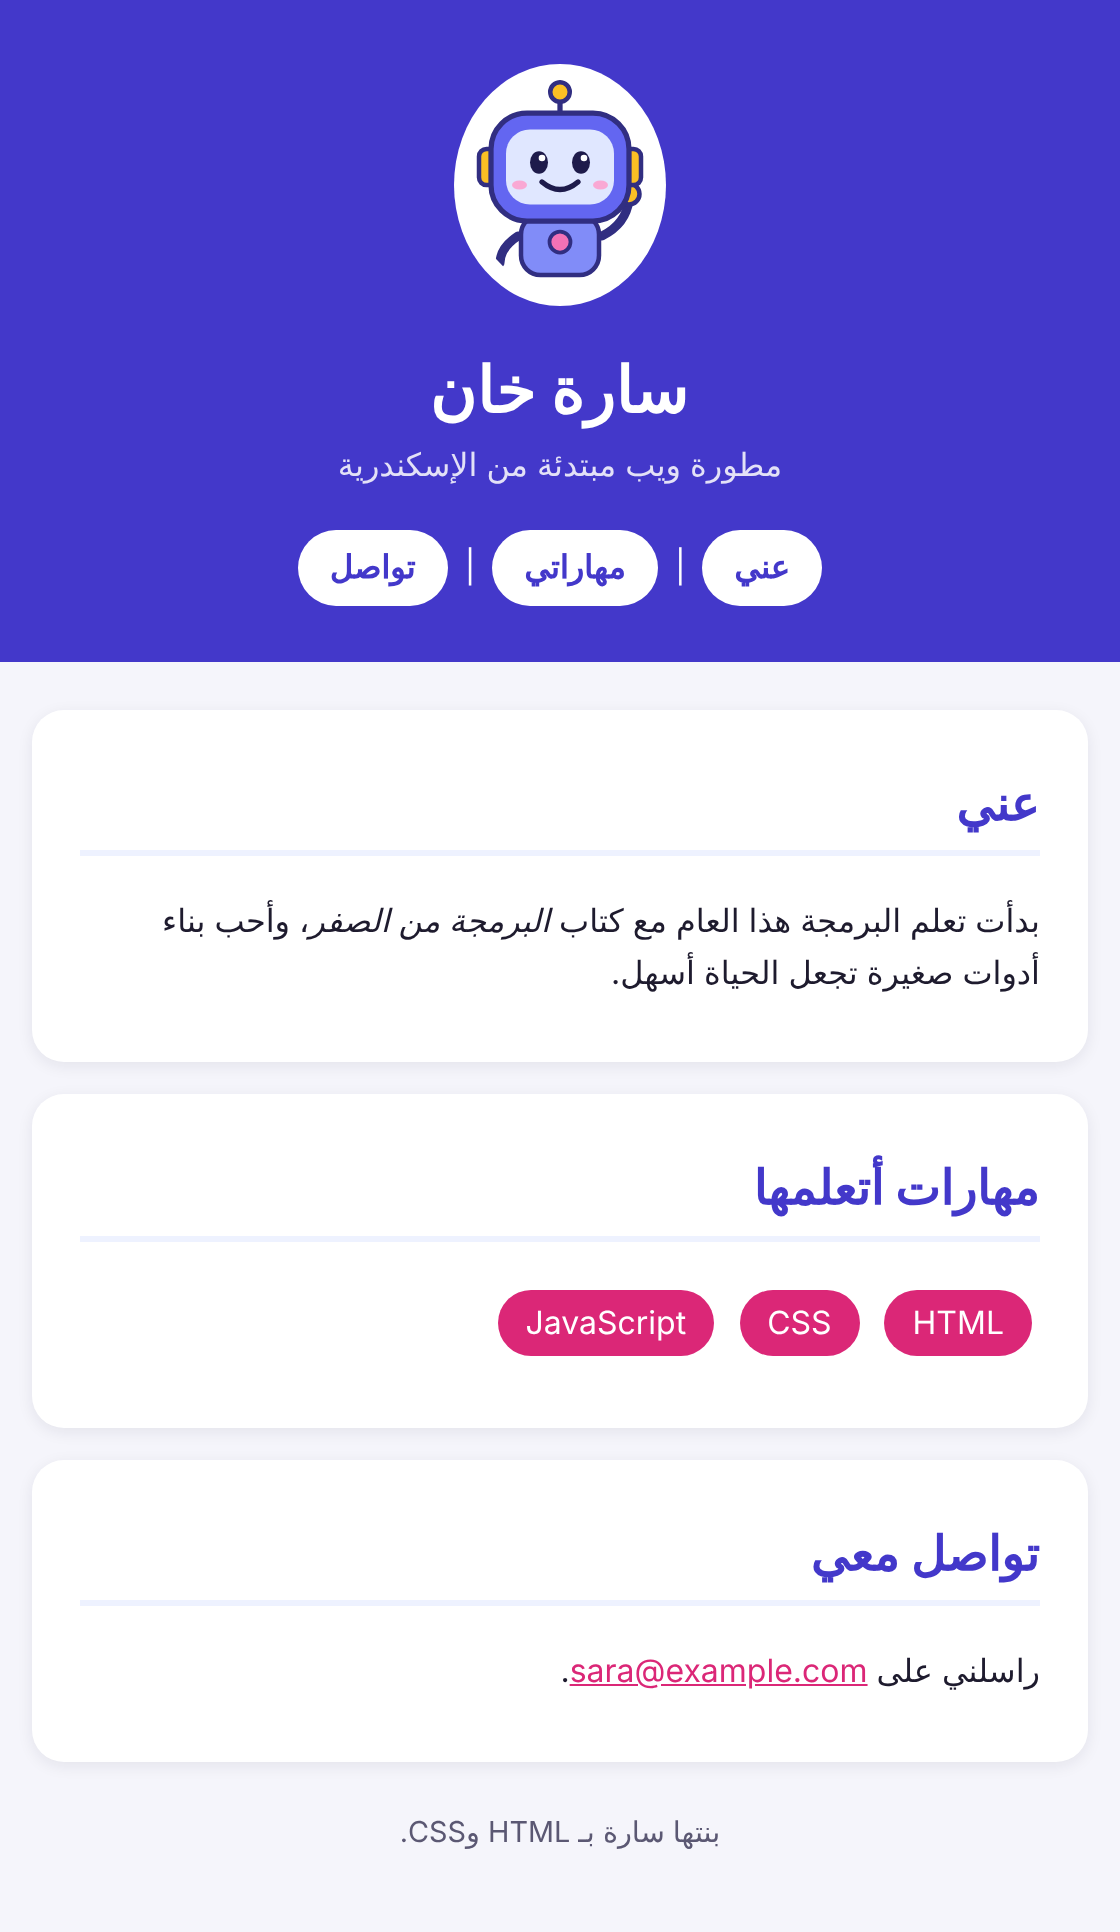 سارة خان
مطورة ويب مبتدئة من الإسكندرية
عني | مهاراتي | تواصل
عني
بدأت تعلم البرمجة هذا العام مع كتاب البرمجة من الصفر، وأحب بناء
أدوات صغيرة تجعل الحياة أسهل.
مهارات أتعلمها
HTML CSS JavaScript
تواصل معي
راسلني على sara@example.com.
بنتها سارة بـ HTML وCSS.